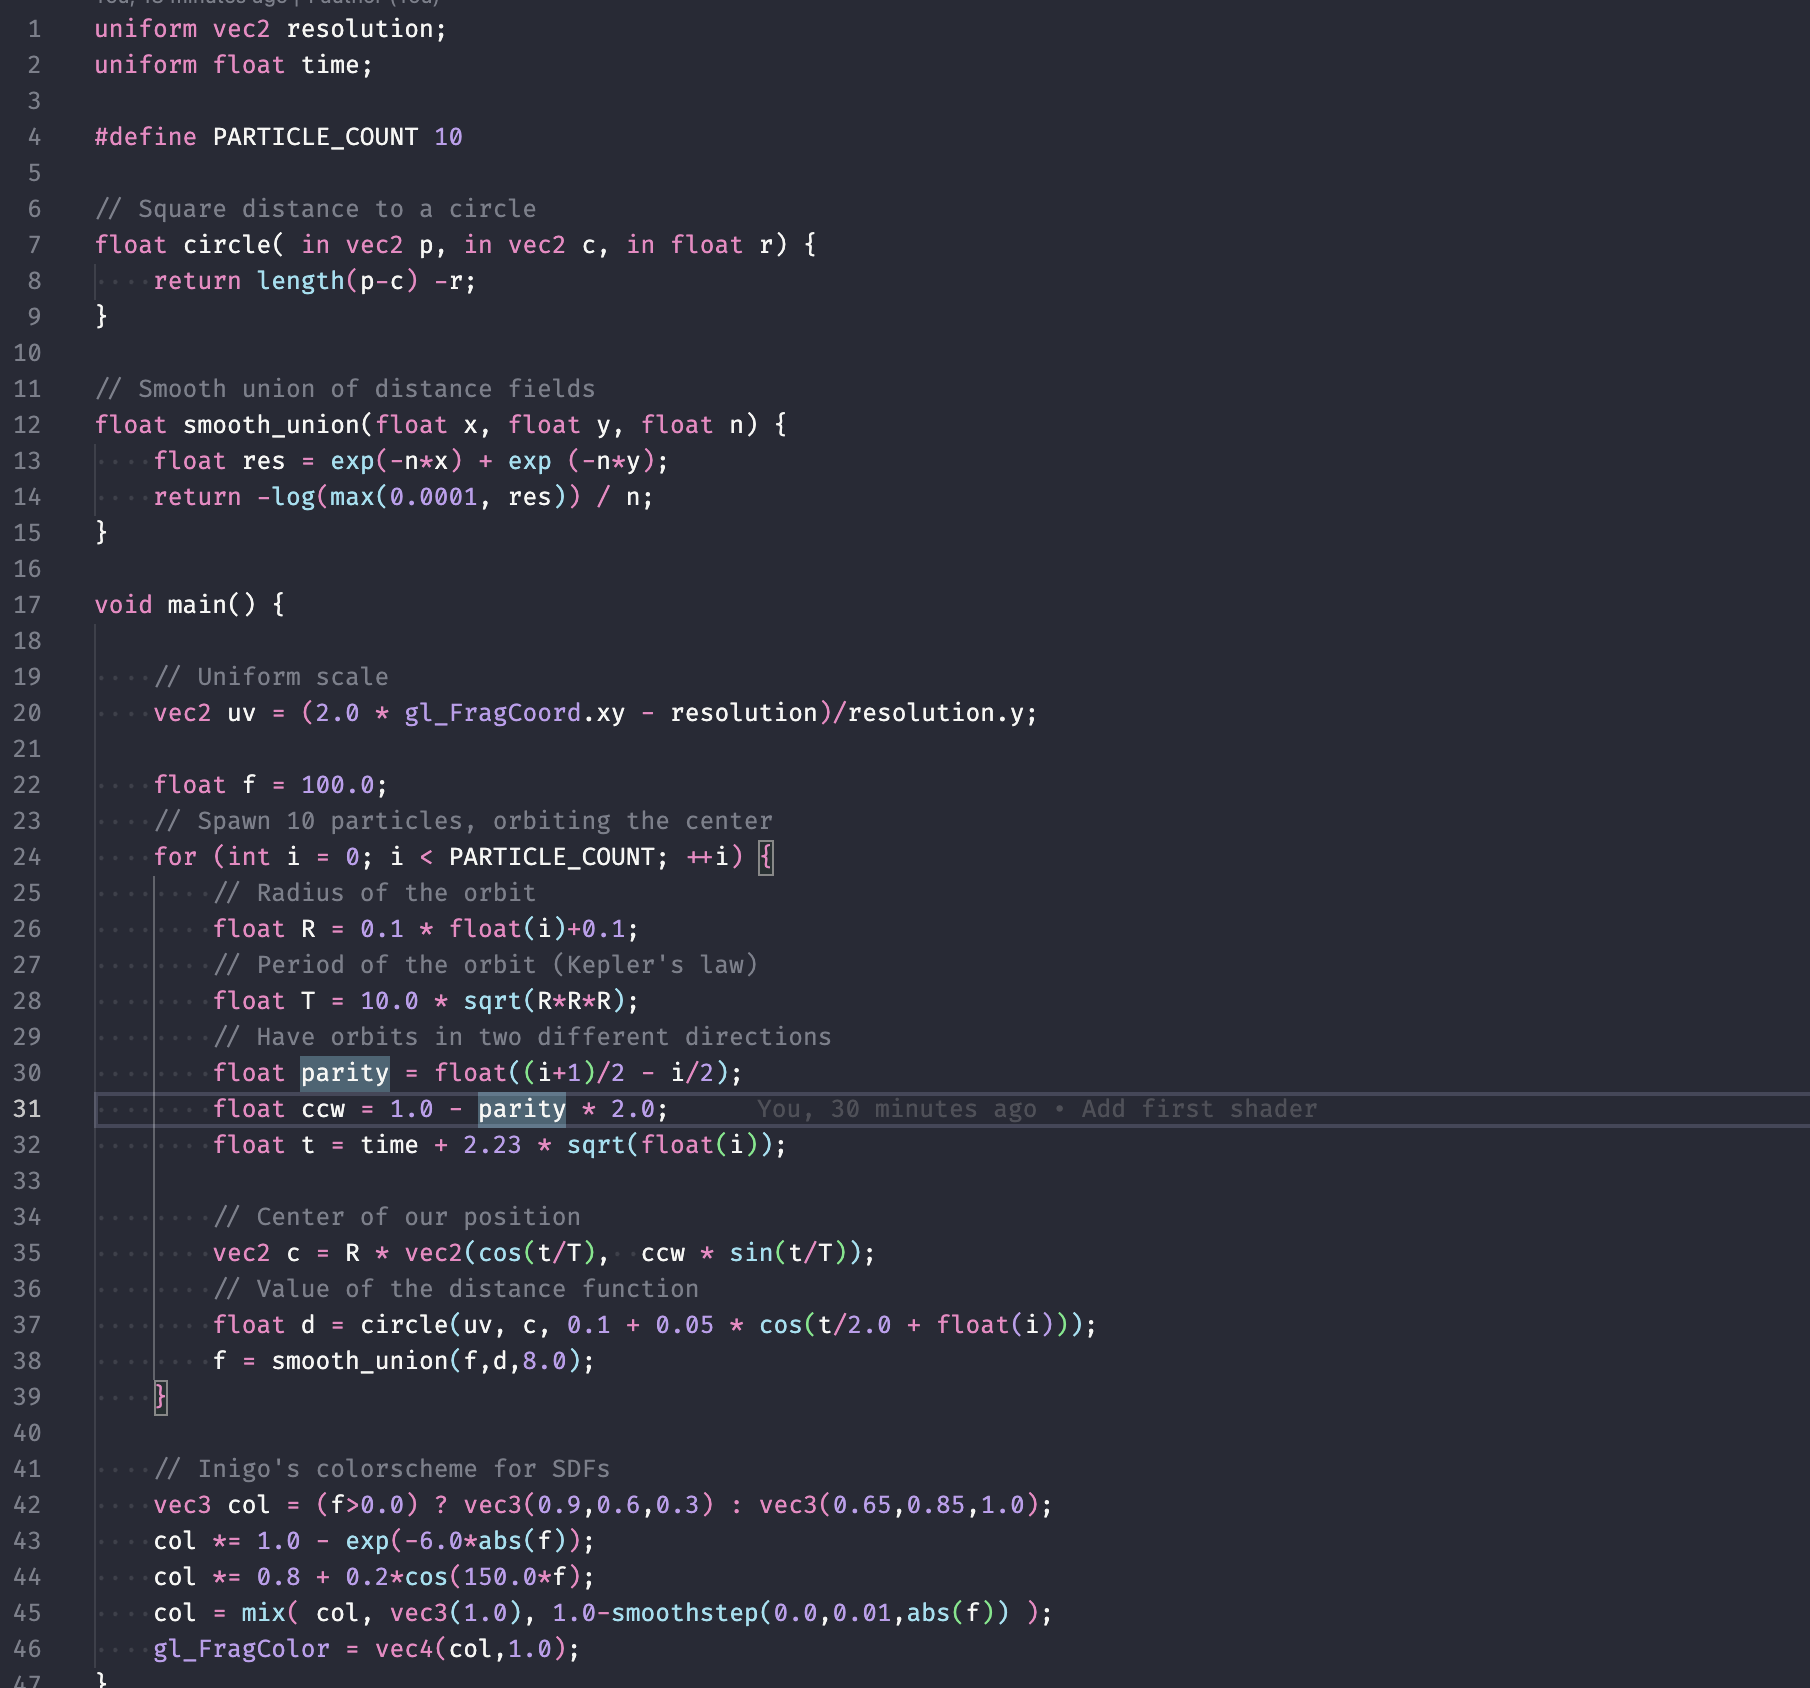 1 uniform vec2 resolution;
2 uniform float time;
3
4 #define PARTICLE_COUNT 10
5
6 // Square distance to a circle
7 float circle( in vec2 p, in vec2 c, in float r) {
8     return length(p-c) -r;
9 }
10
11 // Smooth union of distance fields
12 float smooth_union(float x, float y, float n) {
13     float res = exp(-n*x) + exp (-n*y);
14     return -log(max(0.0001, res)) / n;
15 }
16
17 void main() {
18
19     // Uniform scale
20     vec2 uv = (2.0 * gl_FragCoord.xy - resolution)/resolution.y;
21
22     float f = 100.0;
23     // Spawn 10 particles, orbiting the center
24     for (int i = 0; i < PARTICLE_COUNT; ++i) {
25         // Radius of the orbit
26         float R = 0.1 * float(i)+0.1;
27         // Period of the orbit (Kepler's law)
28         float T = 10.0 * sqrt(R*R*R);
29         // Have orbits in two different directions
30         float parity = float((i+1)/2 - i/2);
31         float ccw = 1.0 - parity * 2.0; You, 30 minutes ago • Add first shader
32         float t = time + 2.23 * sqrt(float(i));
33
34         // Center of our position
35         vec2 c = R * vec2(cos(t/T),  ccw * sin(t/T));
36         // Value of the distance function
37         float d = circle(uv, c, 0.1 + 0.05 * cos(t/2.0 + float(i)));
38         f = smooth_union(f,d,8.0);
39     }
40
41     // Inigo's colorscheme for SDFs
42     vec3 col = (f>0.0) ? vec3(0.9,0.6,0.3) : vec3(0.65,0.85,1.0);
43     col *= 1.0 - exp(-6.0*abs(f));
44     col *= 0.8 + 0.2*cos(150.0*f);
45     col = mix( col, vec3(1.0), 1.0-smoothstep(0.0,0.01,abs(f)) );
46     gl_FragColor = vec4(col,1.0);
47 }